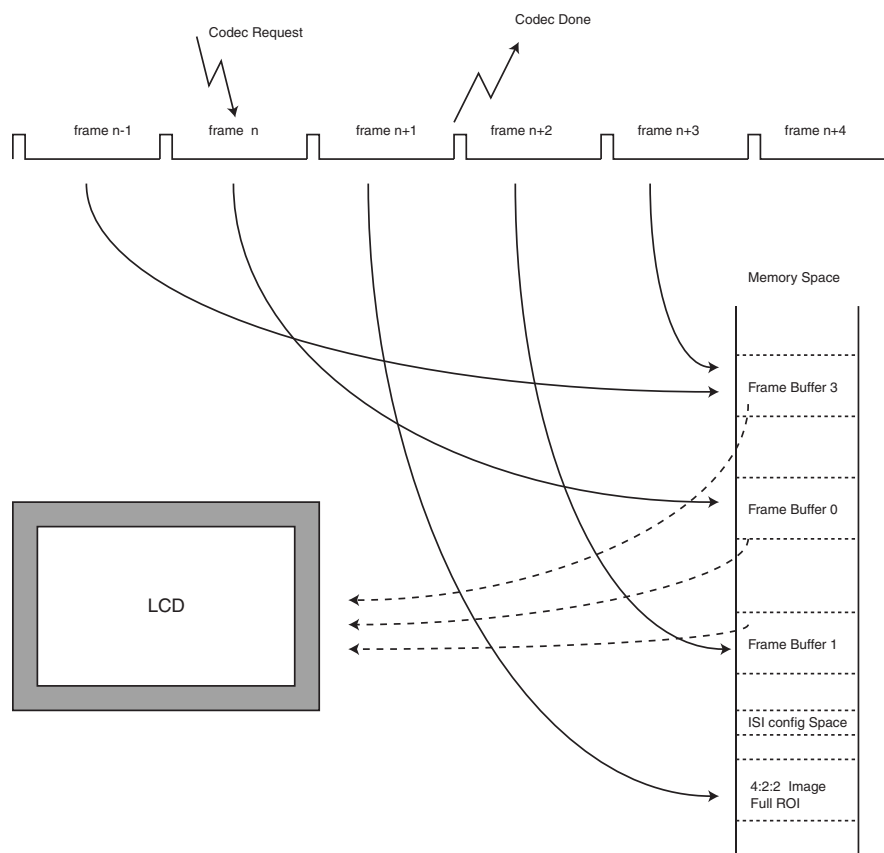 Codec Request
Codec Done
frame n-1
frame n
frame n+1
frame n+2
frame n+3
frame n+4
Memory Space
Frame Buffer 3
Frame Buffer 0
LCD
Frame Buffer 1
ISI config Space
4:2:2 Image
Full ROI